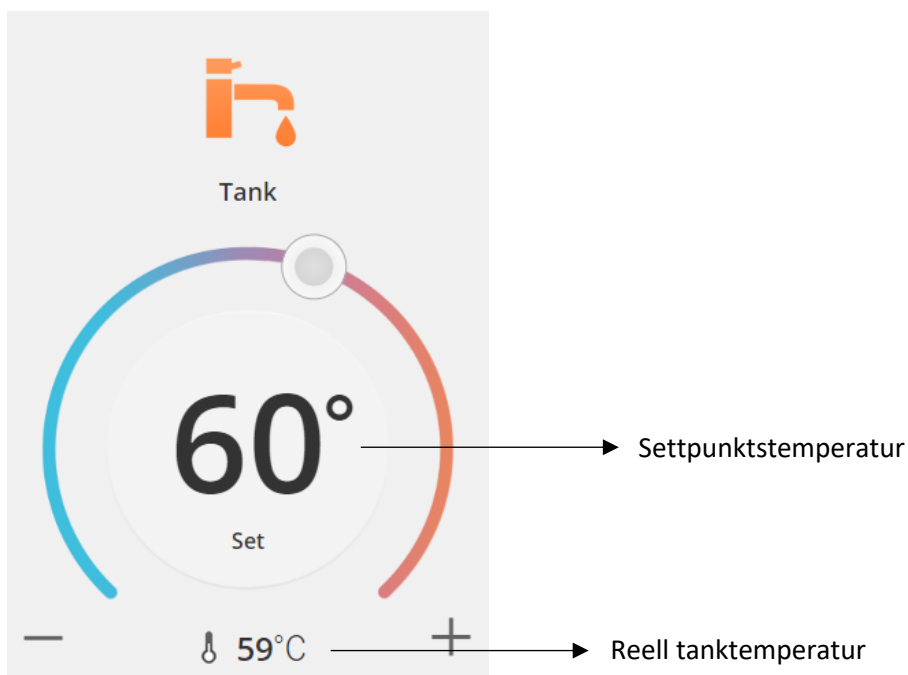 Tank
60°
Settpunktstemperatur
Set
— 59°C +
Reell tanktemperatur